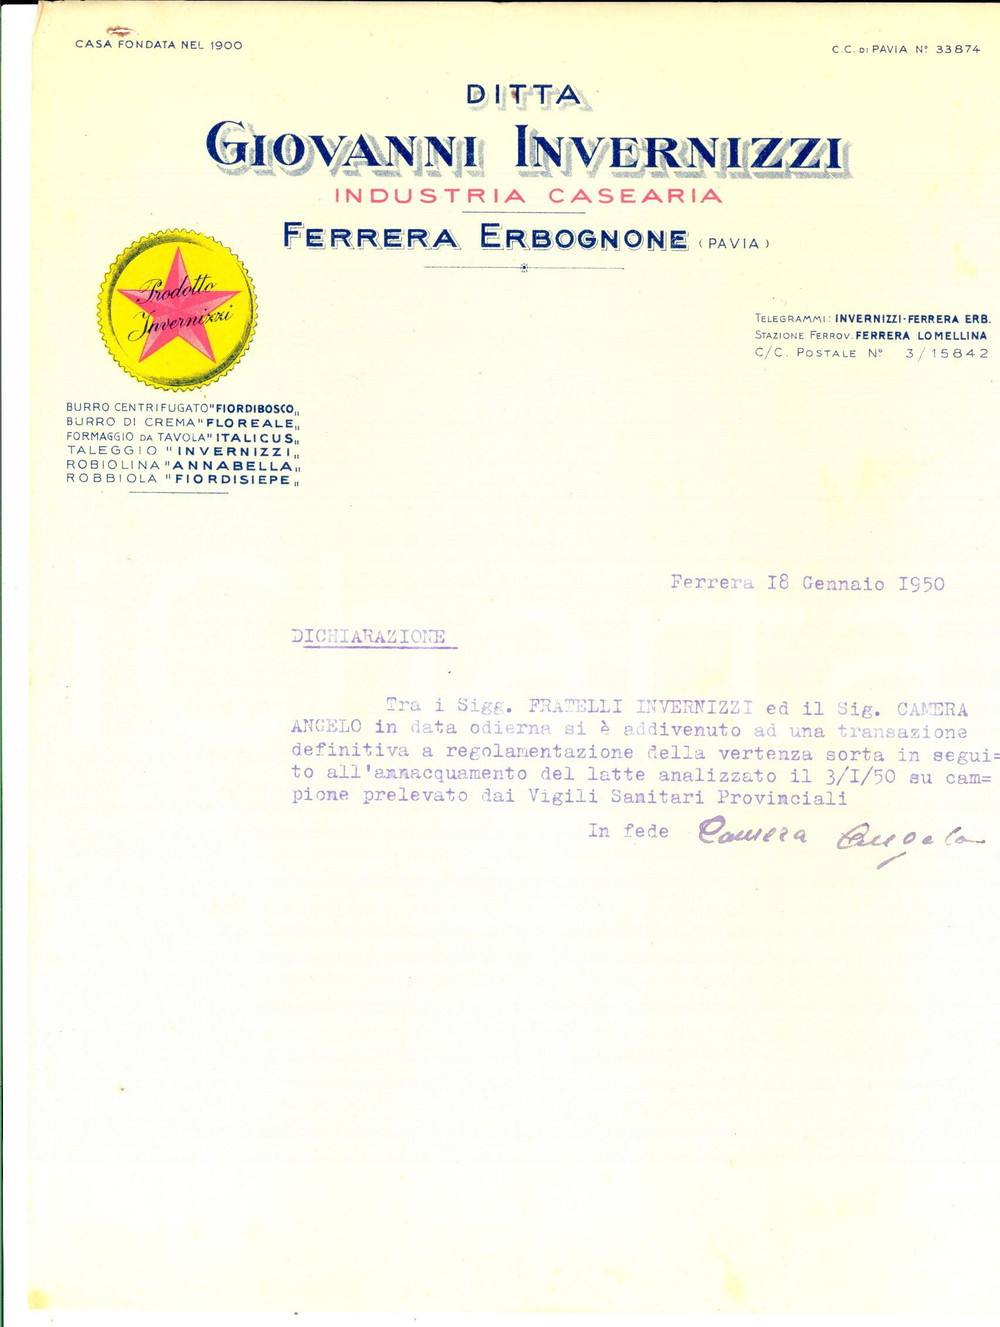 CASA FONDATA NEL 1900
C.C. DI PAVIA N° 33874
DITTA
GIOVANNI INVERNIZZI
INDUSTRIA CASEARIA
FERRERA ERBOGNONE (PAVIA)
Prodotto
Invernizzi
TELEGRAMMI: INVERNIZZI-FERRERA ERB.
STAZIONE FERROV. FERRERA LOMELLINA
C/C. POSTALE N° 3/15842
BURRO CENTRIFUGATO "FIORDIBOSCO„
BURRO DI CREMA "FLOREALE„
FORMAGGIO DA TAVOLA "ITALICUS„
TALEGGIO "INVERNIZZI„
ROBIOLINA "ANNABELLA„
ROBBIOLA "FIORDISIEPE„
Ferrera I8 Gennaio I950
DICHIARAZIONE
Tra i Sigg. FRATELLI INVERNIZZI ed il Sig. CAMERA
ANGELO in data odierna si è addivenuto ad una transazione
definitiva a regolamentazione della vertenza sorta in segui=
to all'annacquamento del latte analizzato il 3/I/50 su cam=
pione prelevato dai Vigili Sanitari Provinciali
In fede Camera Angelo